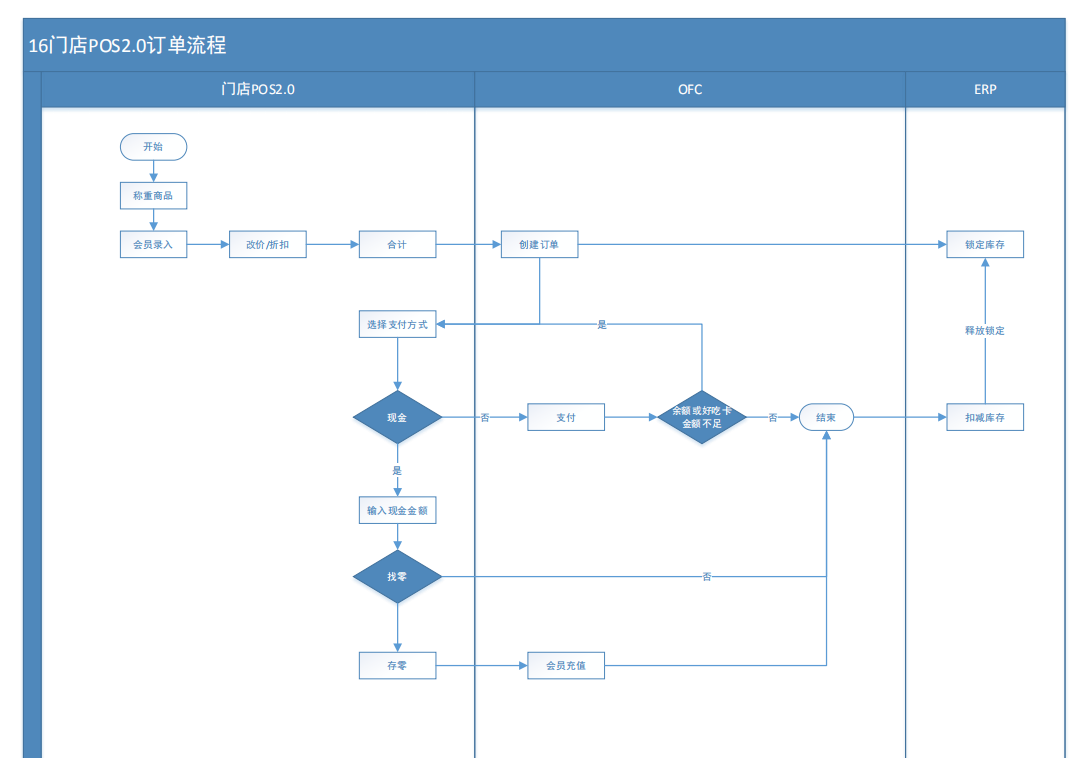 16门店POS2.0订单流程
门店POS2.0
OFC
ERP
开始
称重商品
会员录入
改价/折扣
合计
创建订单
锁定库存
选择支付方式
是
释放锁定
现金
否
支付
余额或好吃卡
金额不足
否
结束
扣减库存
是
输入现金金额
找零
否
存零
会员充值